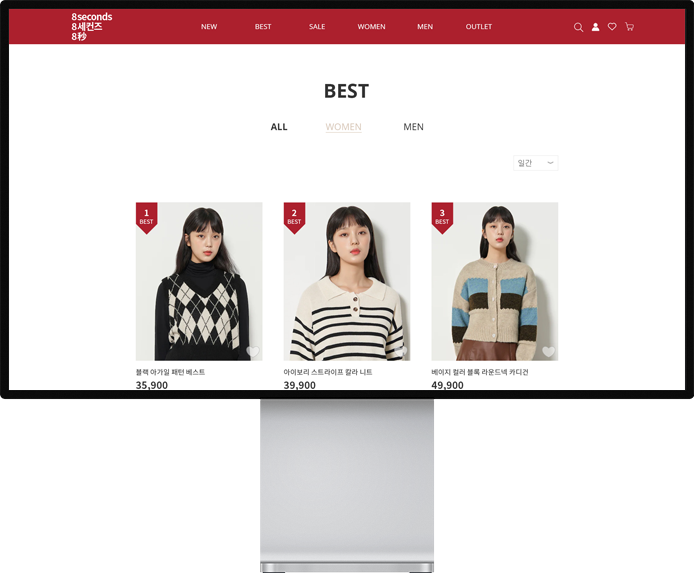 8seconds
8세컨즈
8秒
NEW
BEST
SALE
WOMEN
MEN
OUTLET
BEST
ALL
WOMEN
MEN
일간
1
BEST
2
BEST
3
BEST
블랙 아가일 패턴 베스트
35,900
아이보리 스트라이프 칼라 니트
39,900
베이지 컬러 블록 라운드넥 카디건
49,900